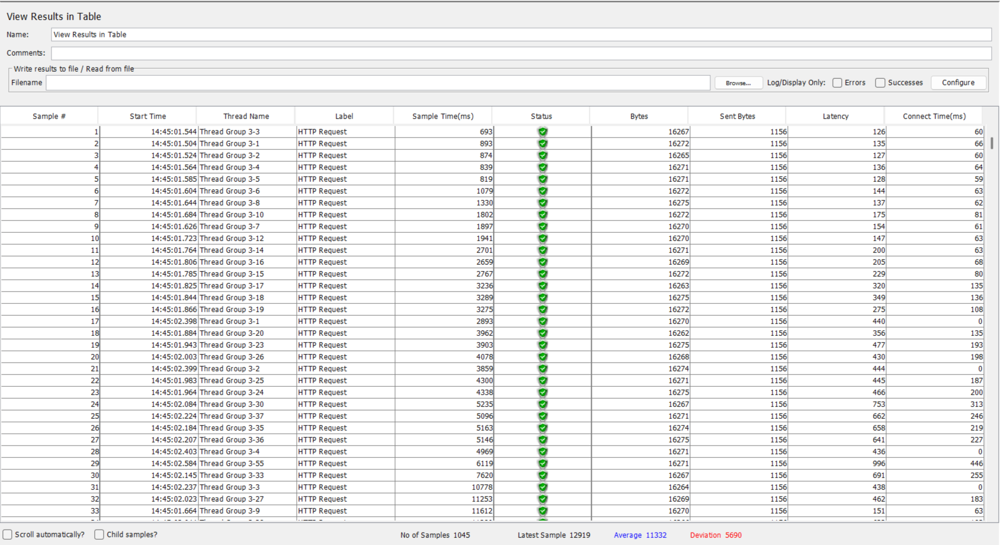 View Results in Table
Name: View Results in Table
Comments:
Write results to file / Read from file
Filename Browse... Log/Display Only: Errors Successes Configure
Sample # Start Time Thread Name Label Sample Time(ms) Status Bytes Sent Bytes Latency Connect Time(ms)
1 14:45:01.544 Thread Group 3-3 HTTP Request 693 16267 1156 126 60
2 14:45:01.504 Thread Group 3-1 HTTP Request 893 16272 1156 135 66
3 14:45:01.524 Thread Group 3-2 HTTP Request 874 16265 1156 127 60
4 14:45:01.564 Thread Group 3-4 HTTP Request 839 16271 1156 136 64
5 14:45:01.585 Thread Group 3-5 HTTP Request 819 16271 1156 128 59
6 14:45:01.604 Thread Group 3-6 HTTP Request 1079 16272 1156 144 63
7 14:45:01.644 Thread Group 3-8 HTTP Request 1330 16275 1156 137 62
8 14:45:01.684 Thread Group 3-10 HTTP Request 1802 16272 1156 175 81
9 14:45:01.626 Thread Group 3-7 HTTP Request 1897 16270 1156 154 61
10 14:45:01.723 Thread Group 3-12 HTTP Request 1941 16270 1156 147 63
11 14:45:01.764 Thread Group 3-14 HTTP Request 2701 16271 1156 200 63
12 14:45:01.806 Thread Group 3-16 HTTP Request 2659 16269 1156 205 68
13 14:45:01.785 Thread Group 3-15 HTTP Request 2767 16272 1156 229 80
14 14:45:01.825 Thread Group 3-17 HTTP Request 3236 16263 1156 320 135
15 14:45:01.844 Thread Group 3-18 HTTP Request 3289 16275 1156 349 136
16 14:45:01.866 Thread Group 3-19 HTTP Request 3275 16272 1156 275 108
17 14:45:02.398 Thread Group 3-1 HTTP Request 2893 16270 1156 440 0
18 14:45:01.884 Thread Group 3-20 HTTP Request 3962 16262 1156 356 135
19 14:45:01.943 Thread Group 3-23 HTTP Request 3903 16275 1156 477 193
20 14:45:02.003 Thread Group 3-26 HTTP Request 4078 16268 1156 430 198
21 14:45:02.399 Thread Group 3-2 HTTP Request 3859 16274 1156 444 0
22 14:45:01.983 Thread Group 3-25 HTTP Request 4300 16271 1156 445 187
23 14:45:01.964 Thread Group 3-24 HTTP Request 4338 16275 1156 466 200
24 14:45:02.084 Thread Group 3-30 HTTP Request 5235 16267 1156 753 313
25 14:45:02.224 Thread Group 3-37 HTTP Request 5096 16271 1156 662 246
26 14:45:02.184 Thread Group 3-35 HTTP Request 5163 16274 1156 658 219
27 14:45:02.207 Thread Group 3-36 HTTP Request 5146 16275 1156 641 227
28 14:45:02.403 Thread Group 3-4 HTTP Request 4969 16271 1156 436 0
29 14:45:02.584 Thread Group 3-55 HTTP Request 6119 16271 1156 996 446
30 14:45:02.145 Thread Group 3-33 HTTP Request 7620 16267 1156 691 255
31 14:45:02.237 Thread Group 3-3 HTTP Request 10778 16264 1156 438 0
32 14:45:02.023 Thread Group 3-27 HTTP Request 11253 16269 1156 462 183
33 14:45:01.664 Thread Group 3-9 HTTP Request 11612 16270 1156 151 63
Scroll automatically? Child samples? No of Samples 1045 Latest Sample 12919 Average 11332 Deviation 5690